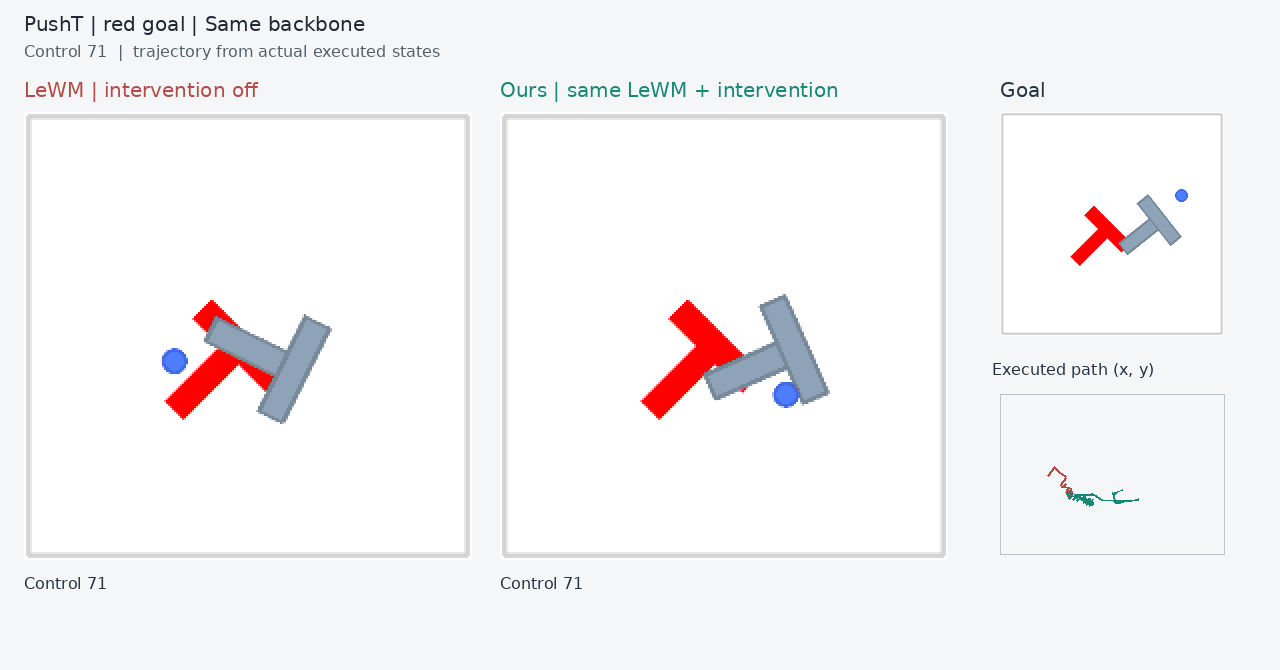 PushT | red goal | Same backbone
Control 71 | trajectory from actual executed states
LeWM | intervention off
Ours | same LeWM + intervention
Goal
Executed path (x, y)
Control 71
Control 71